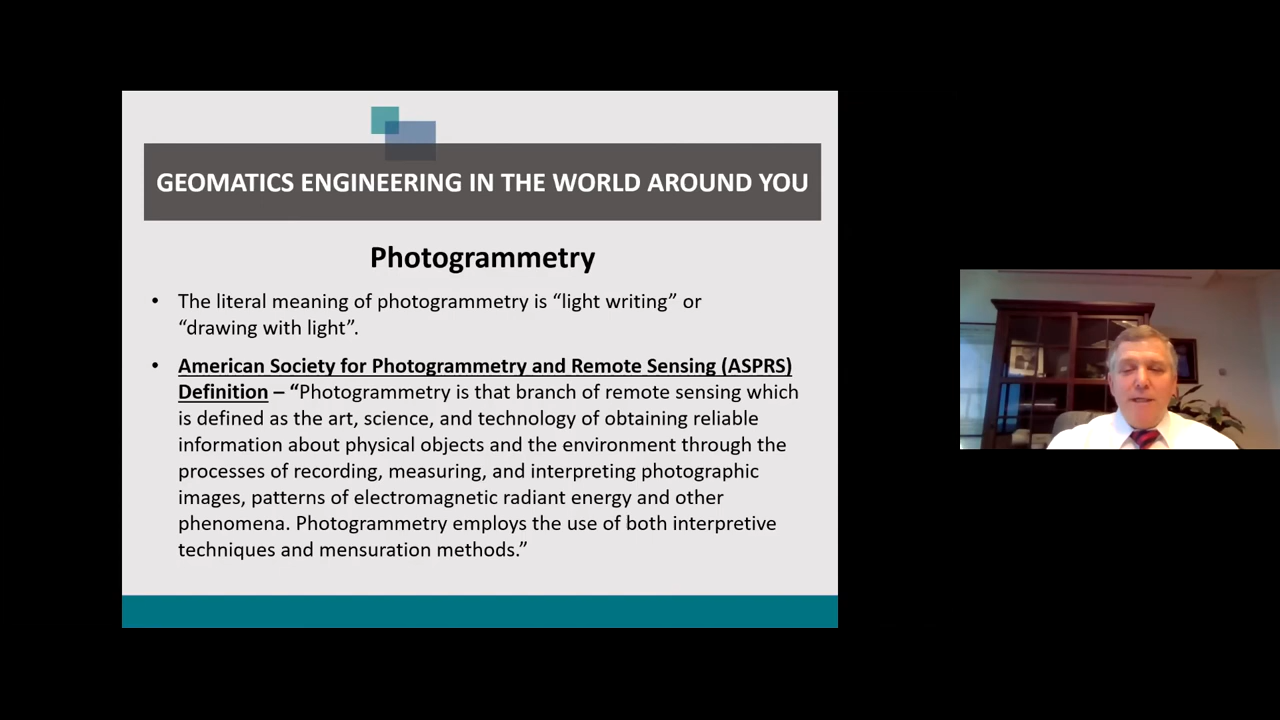 GEOMATICS ENGINEERING IN THE WORLD AROUND YOU
Photogrammetry
• The literal meaning of photogrammetry is “light writing” or
“drawing with light”.
• American Society for Photogrammetry and Remote Sensing (ASPRS)
Definition – “Photogrammetry is that branch of remote sensing which
is defined as the art, science, and technology of obtaining reliable
information about physical objects and the environment through the
processes of recording, measuring, and interpreting photographic
images, patterns of electromagnetic radiant energy and other
phenomena. Photogrammetry employs the use of both interpretive
techniques and mensuration methods.”